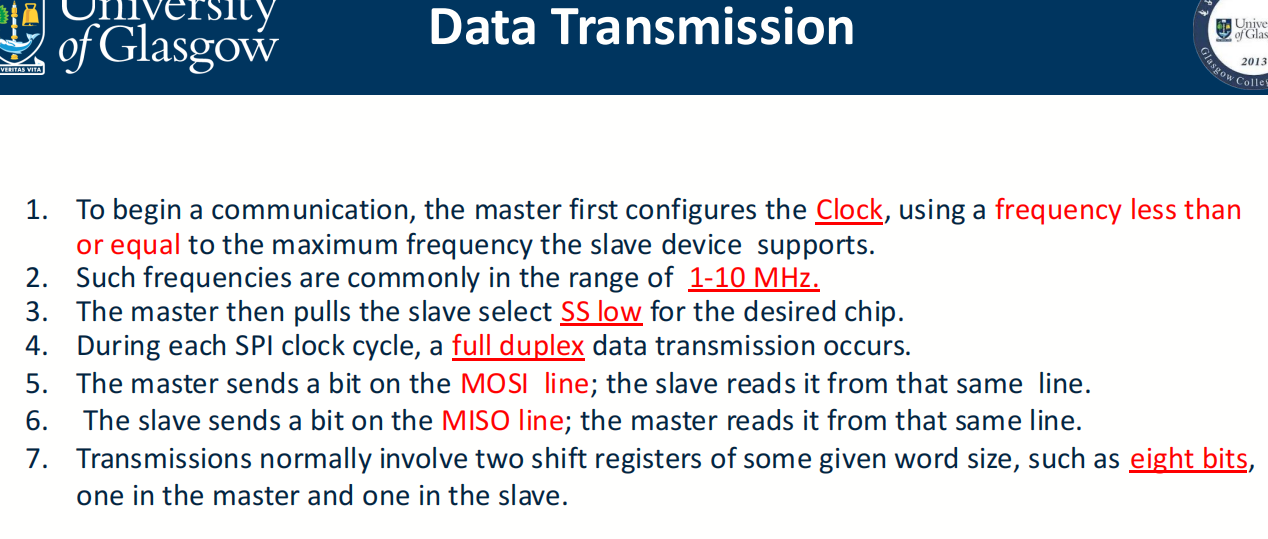 University
of Glasgow
VERITAS VITA
Data Transmission
Unive
of Glas
2013
Glasgow Colle
1. To begin a communication, the master first configures the Clock, using a frequency less than
or equal to the maximum frequency the slave device supports.
2. Such frequencies are commonly in the range of 1-10 MHz.
3. The master then pulls the slave select SS low for the desired chip.
4. During each SPI clock cycle, a full duplex data transmission occurs.
5. The master sends a bit on the MOSI line; the slave reads it from that same line.
6. The slave sends a bit on the MISO line; the master reads it from that same line.
7. Transmissions normally involve two shift registers of some given word size, such as eight bits,
one in the master and one in the slave.